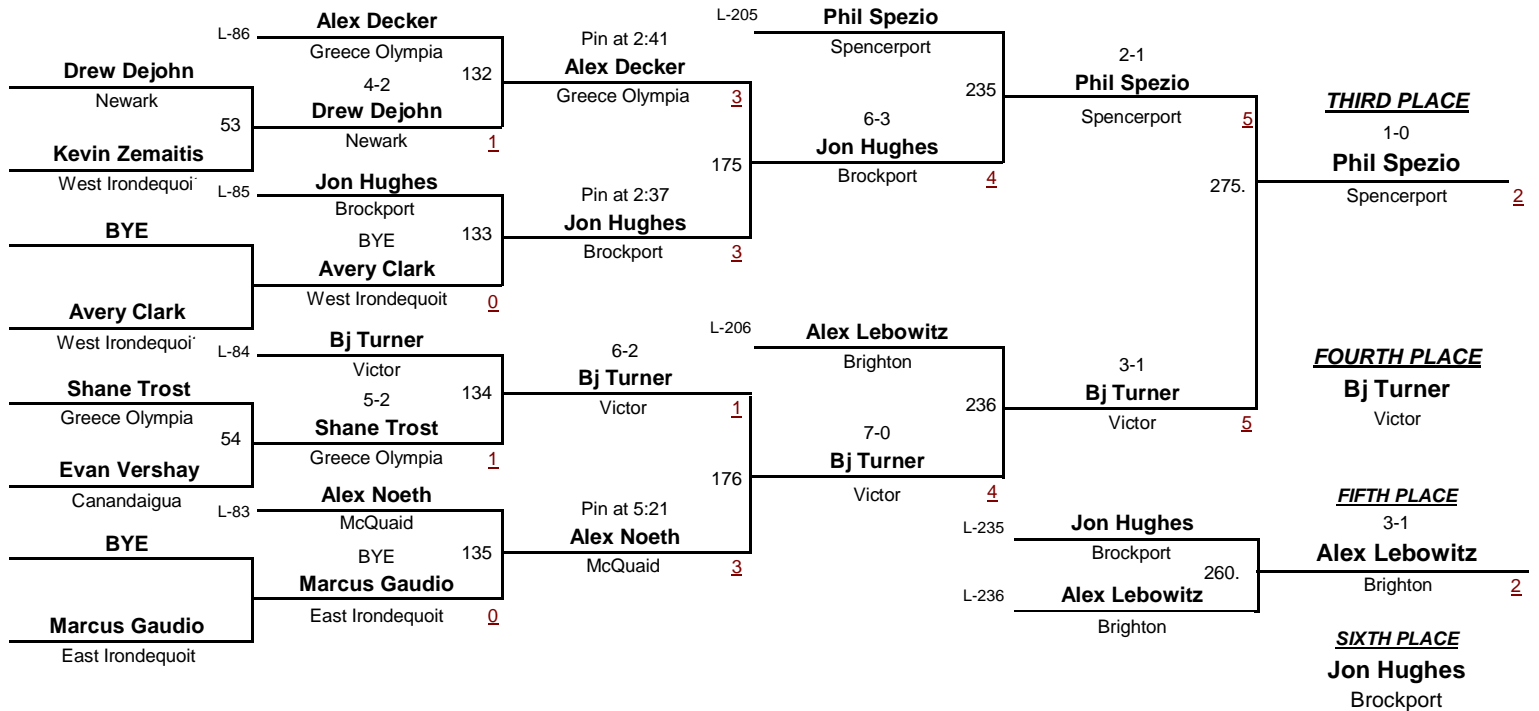 L-86
Alex Decker
Greece Olympia
Drew Dejohn
Newark
53
Kevin Zemaitis
West Irondequoi
4-2
Drew Dejohn
Newark
1
132
L-85
Jon Hughes
Brockport
BYE
BYE
133
Avery Clark
West Irondequoit
0
Avery Clark
West Irondequoi
L-84
Bj Turner
Victor
Shane Trost
Greece Olympia
54
Evan Vershay
Canandaigua
5-2
Shane Trost
Greece Olympia
1
134
L-83
Alex Noeth
McQuaid
BYE
BYE
135
Marcus Gaudio
East Irondequoit
0
Marcus Gaudio
East Irondequoit
Pin at 2:41
Alex Decker
Greece Olympia
3
175
Pin at 2:37
Jon Hughes
Brockport
3
6-2
Bj Turner
Victor
1
176
Pin at 5:21
Alex Noeth
McQuaid
3
L-205
Phil Spezio
Spencerport
235
6-3
Jon Hughes
Brockport
4
L-206
Alex Lebowitz
Brighton
236
7-0
Bj Turner
Victor
4
2-1
Phil Spezio
Spencerport
5
275.
3-1
Bj Turner
Victor
5
L-235
Jon Hughes
Brockport
260.
L-236
Alex Lebowitz
Brighton
THIRD PLACE
1-0
Phil Spezio
Spencerport
2
FOURTH PLACE
Bj Turner
Victor
FIFTH PLACE
3-1
Alex Lebowitz
Brighton
2
SIXTH PLACE
Jon Hughes
Brockport